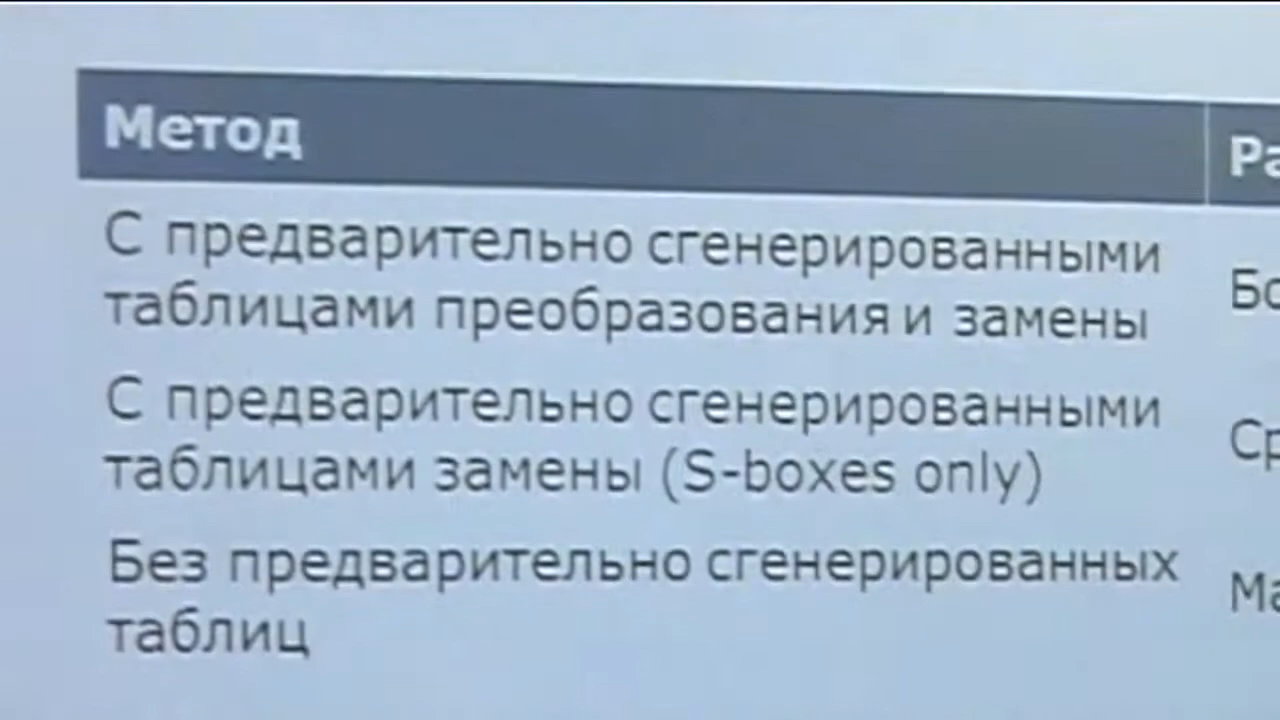 Метод
С предварительно сгенерированными
таблицами преобразования и замены
С предварительно сгенерированными
таблицами замены (S-boxes only)
Без предварительно сгенерированных
таблиц